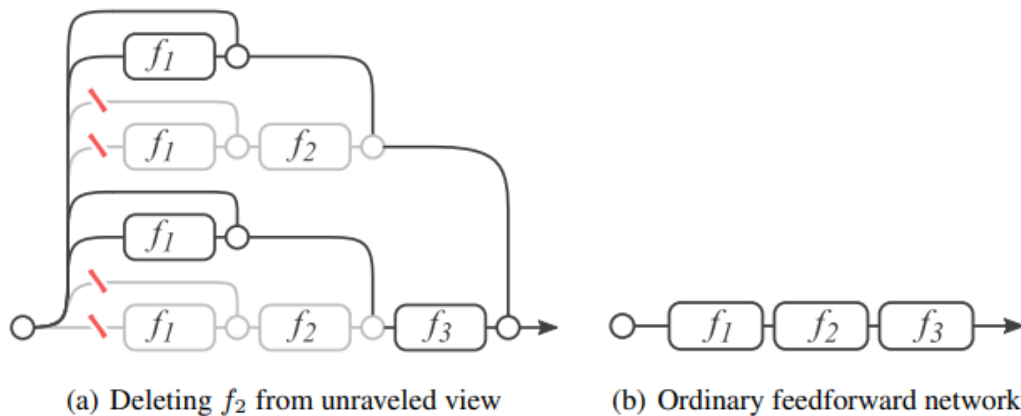 f₁
f₁ f₂
f₁
f₁ f₂ f₃ f₁ f₂ f₃
(a) Deleting f₂ from unraveled view (b) Ordinary feedforward network